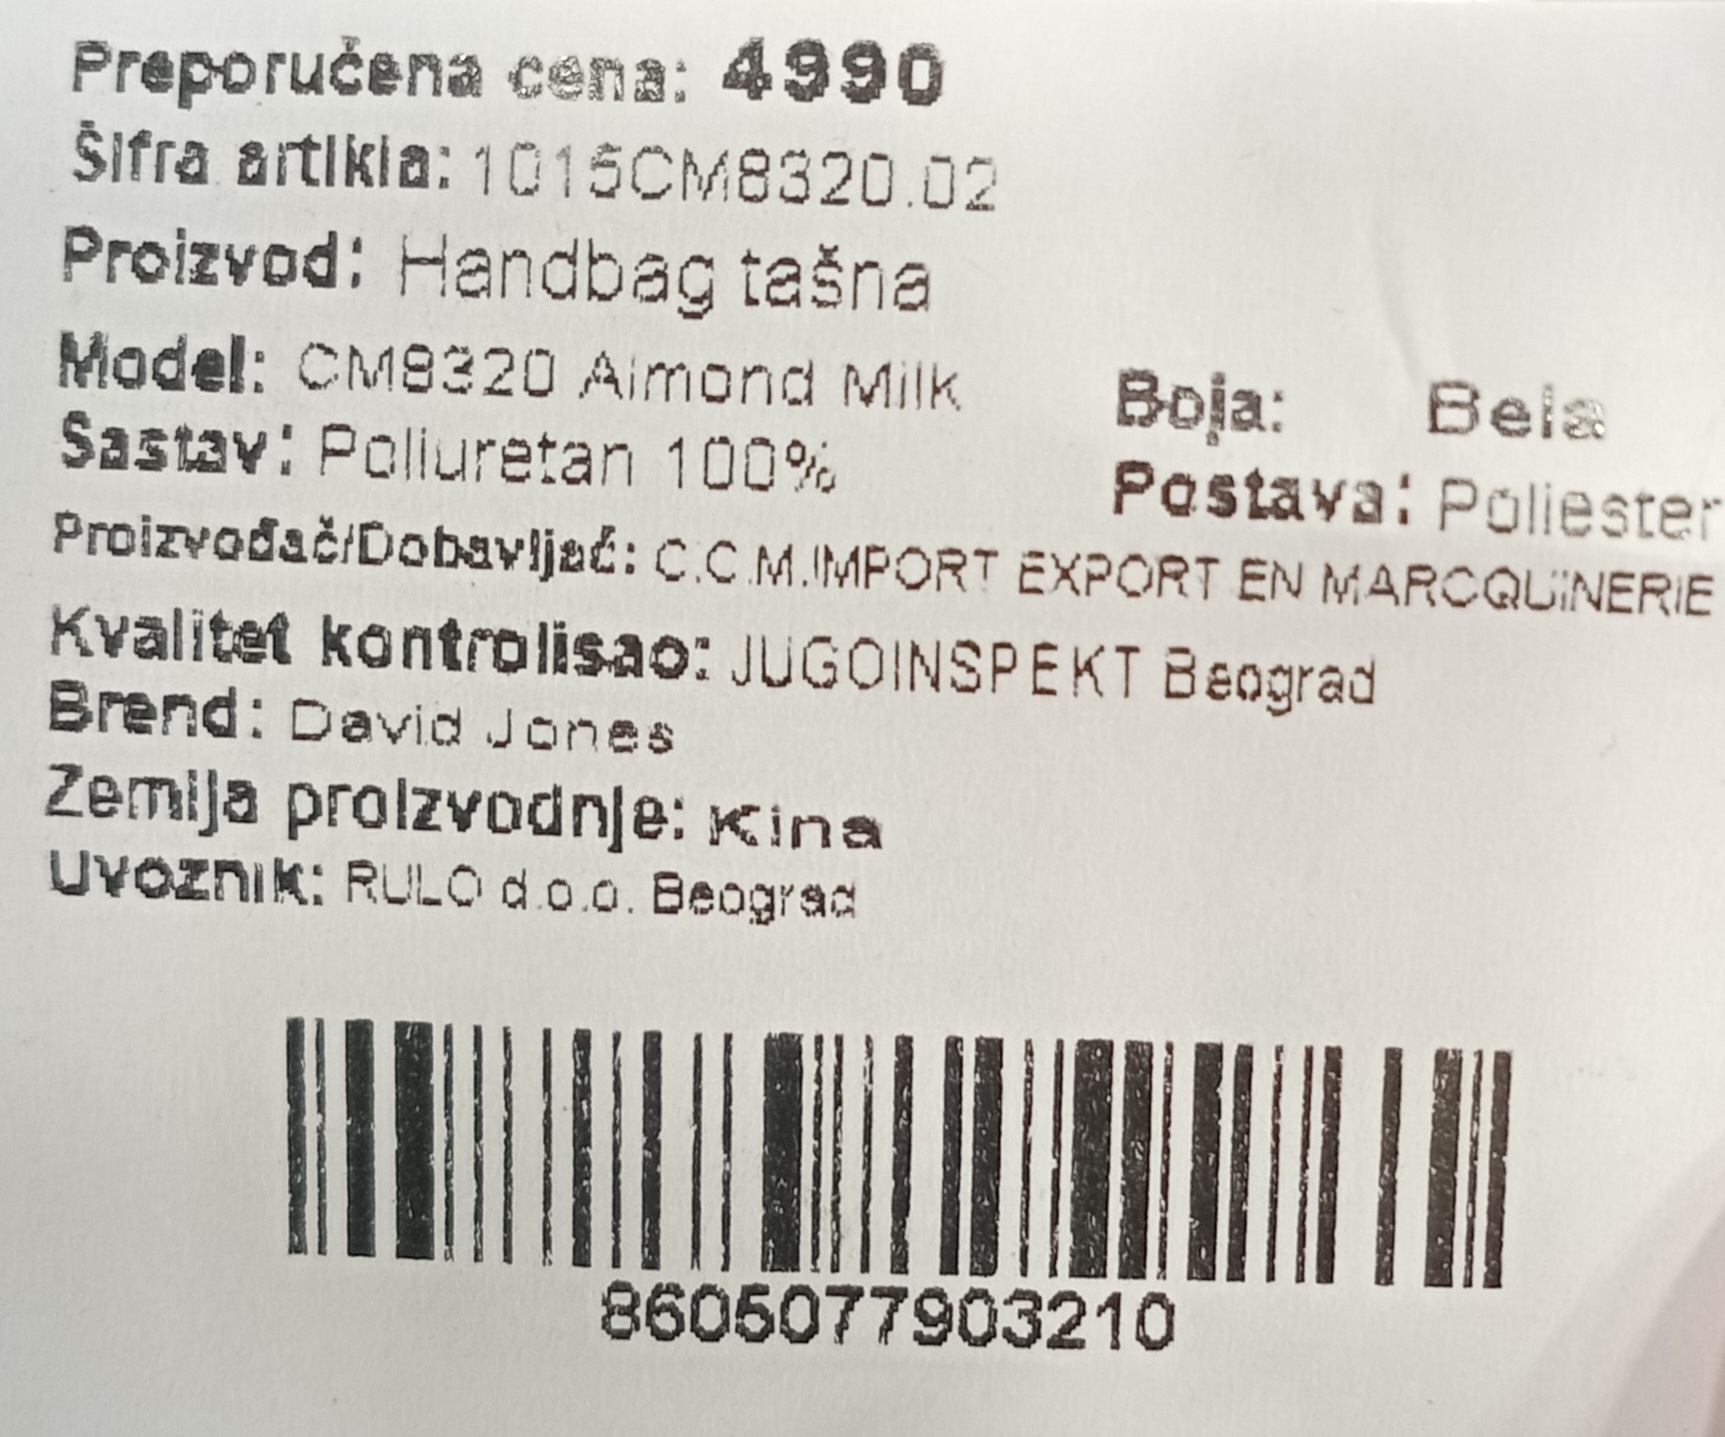 Preporučena cena: 4990
Šifra artikla: 1015CM8320.02
Proizvod: Handbag tašna
Model: CM8320 Almond Milk Boja: Bela
Sastav: Poliuretan 100% Postava: Poliester
Proizvođač/Dobavljač: C.C.M.IMPORT EXPORT EN MARCQUINERIE
Kvalitet kontrolisao: JUGOINSPEKT Beograd
Brend: David Jones
Zemlja proizvodnje: Kina
Uvoznik: RULO d.o.o. Beograd
8605077903210